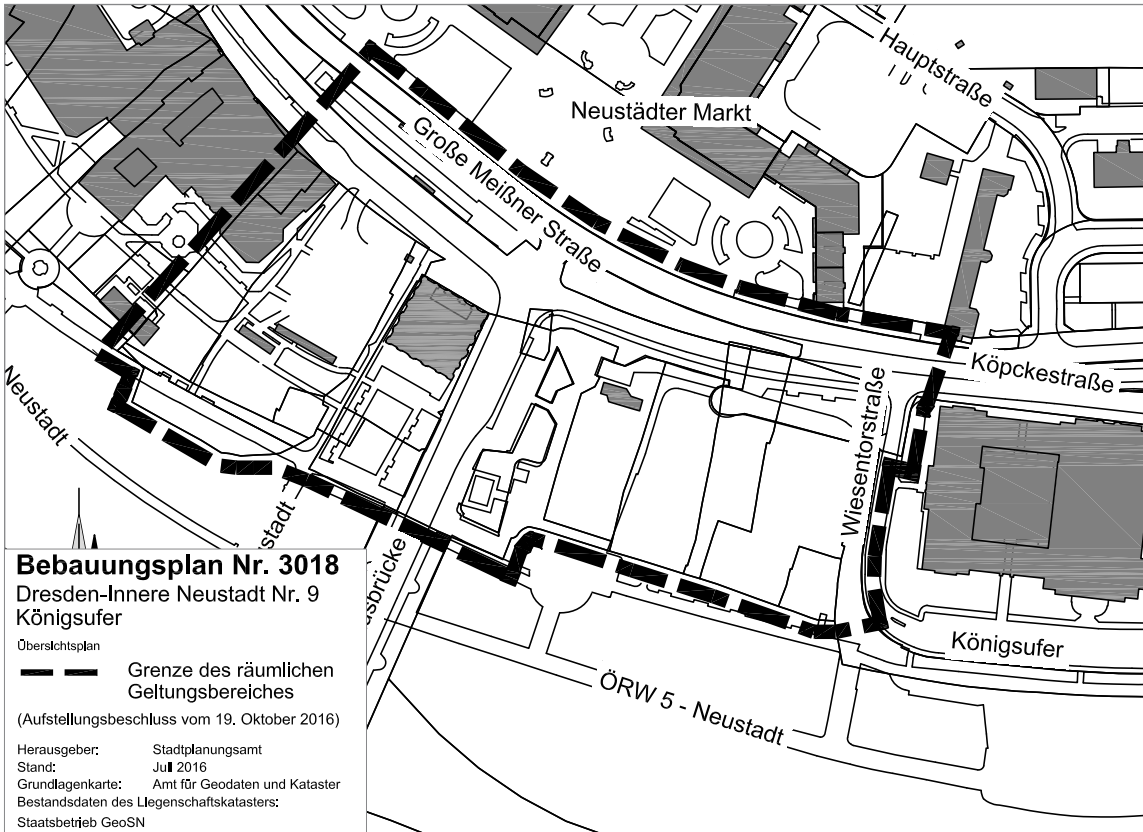 Hauptstraße
Neustädter Markt
Große Meißner Straße
Köpckestraße
Wiesentorstraße
Neustadt
Königsufer
ÖRW 5 - Neustadt
Bebauungsplan Nr. 3018
Dresden-Innere Neustadt Nr. 9
Königsufer
Übersichtsplan
Grenze des räumlichen
Geltungsbereiches
(Aufstellungsbeschluss vom 19. Oktober 2016)
Herausgeber: Stadtplanungsamt
Stand: Juli 2016
Grundlagenkarte: Amt für Geodaten und Kataster
Bestandsdaten des Liegenschaftskatasters:
Staatsbetrieb GeoSN